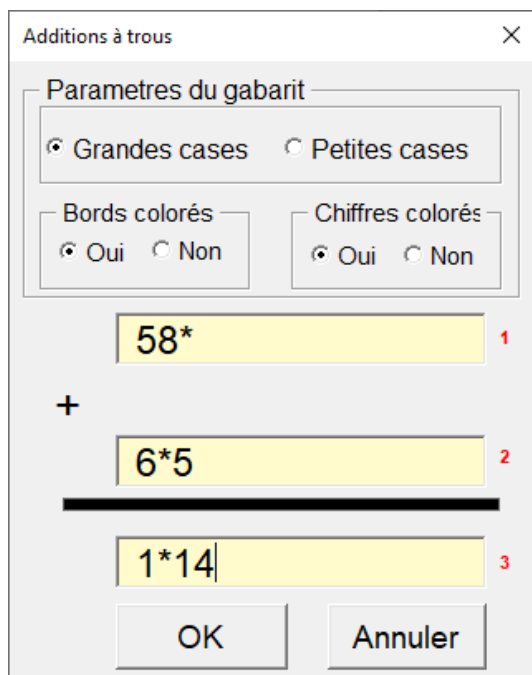 Additions à trous
Parametres du gabarit
Grandes cases Petites cases
Bords colorés Chiffres colorés
Oui Non Oui Non
58* 1
+
6*5 2
1*14 3
OK Annuler